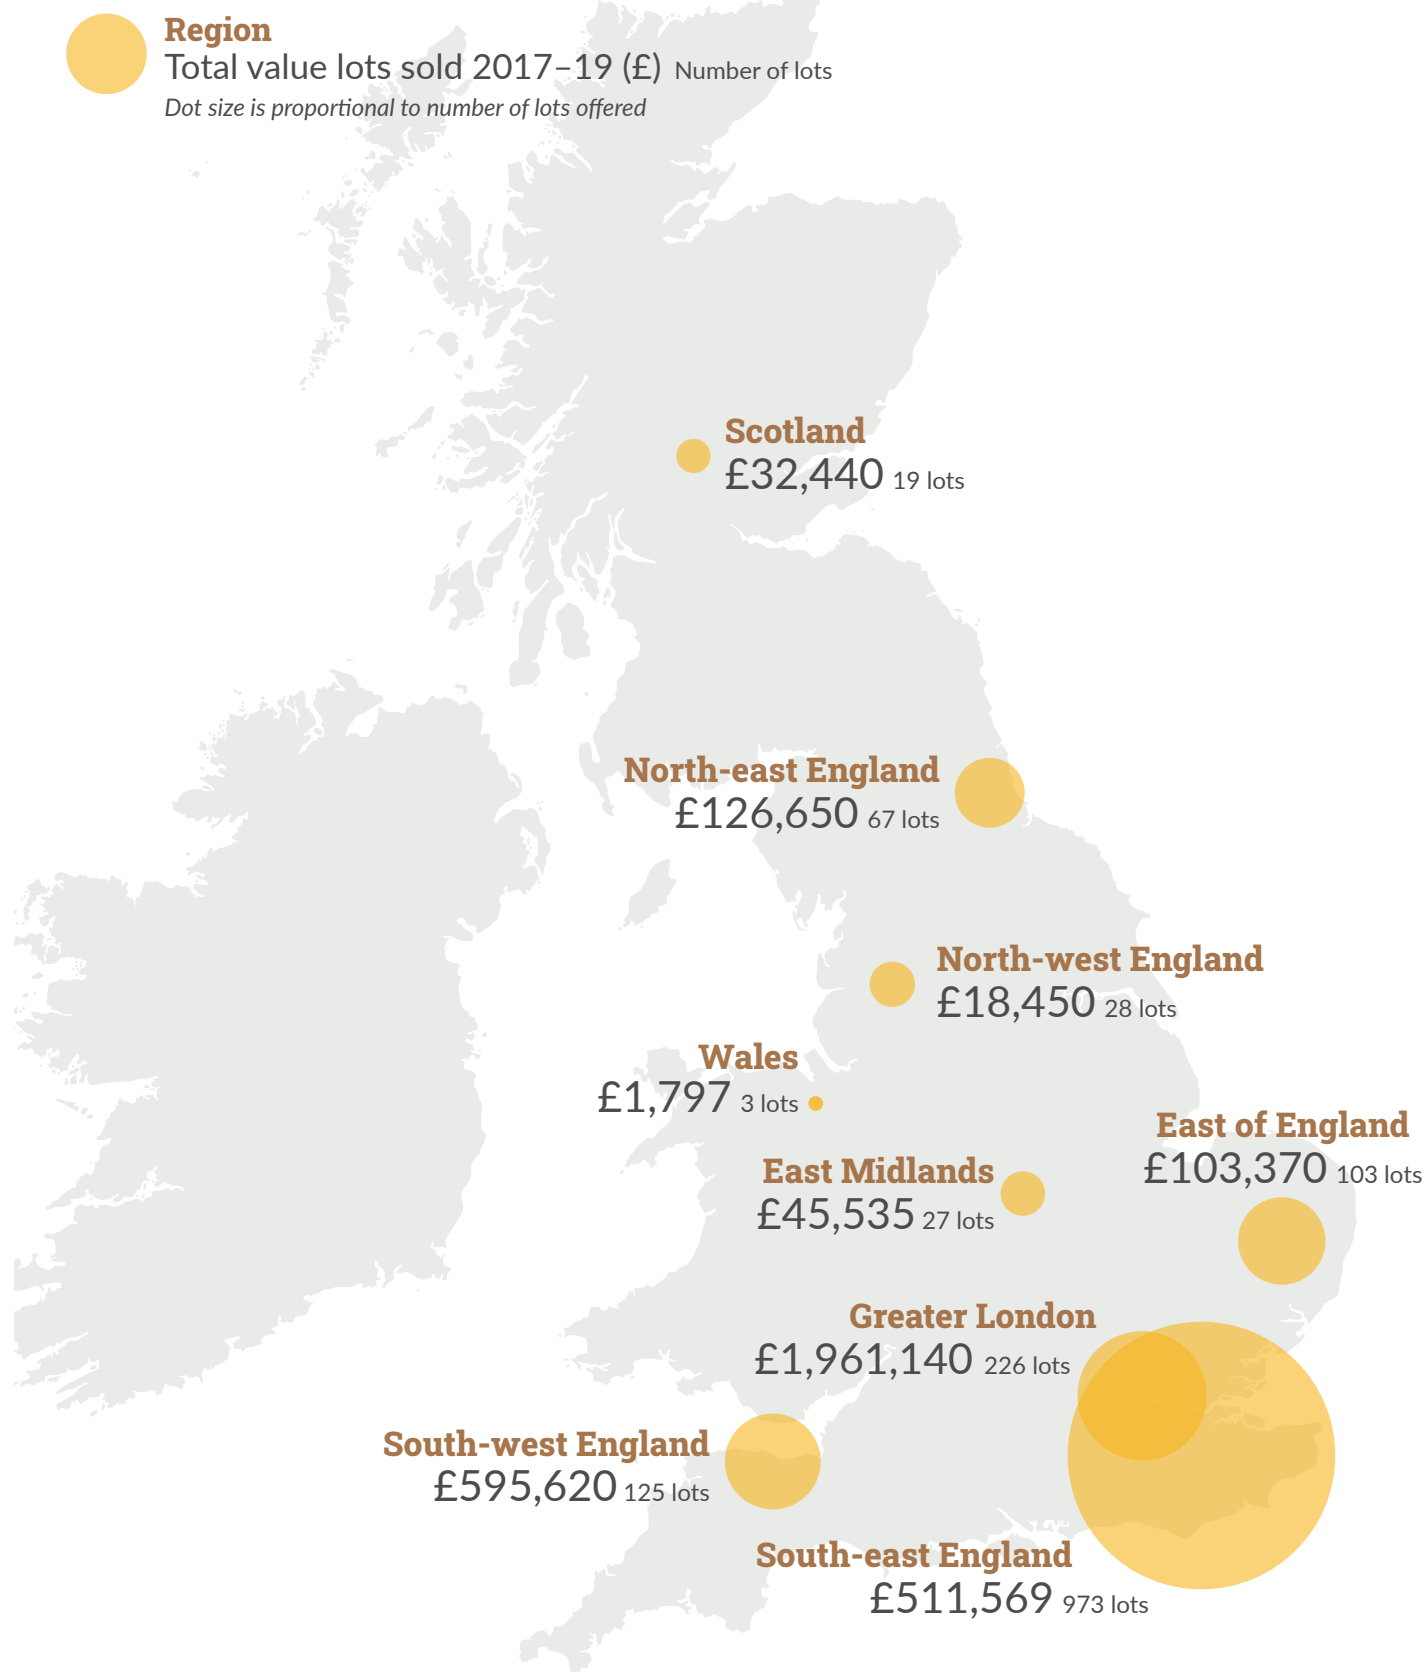 Region
Total value lots sold 2017–19 (£) Number of lots
Dot size is proportional to number of lots offered
Scotland
£32,440 19 lots
North-east England
£126,650 67 lots
North-west England
£18,450 28 lots
Wales
£1,797 3 lots
East of England
£103,370 103 lots
East Midlands
£45,535 27 lots
Greater London
£1,961,140 226 lots
South-west England
£595,620 125 lots
South-east England
£511,569 973 lots